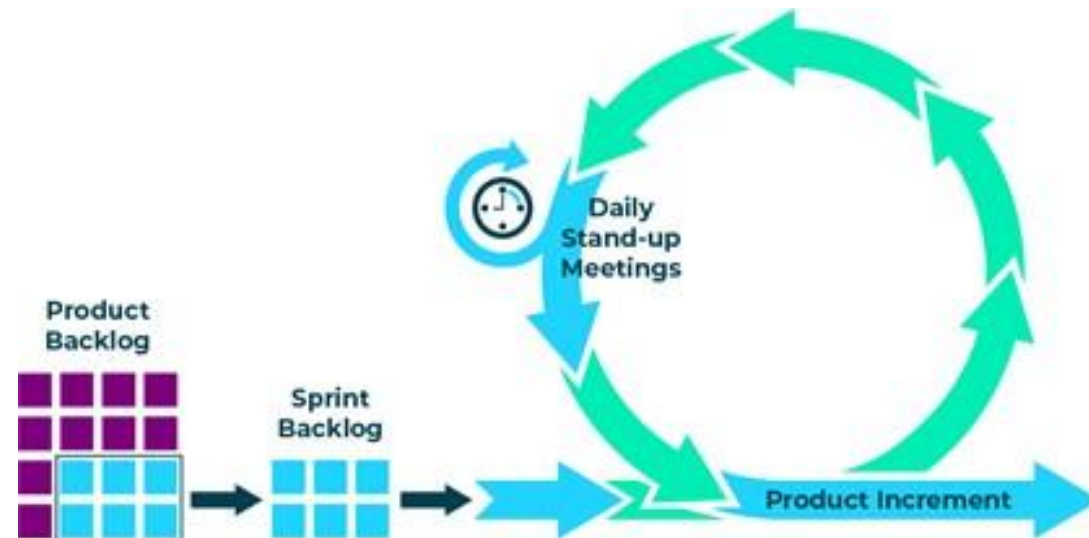 Product
Backlog
Sprint
Backlog
Daily
Stand-up
Meetings
Product Increment